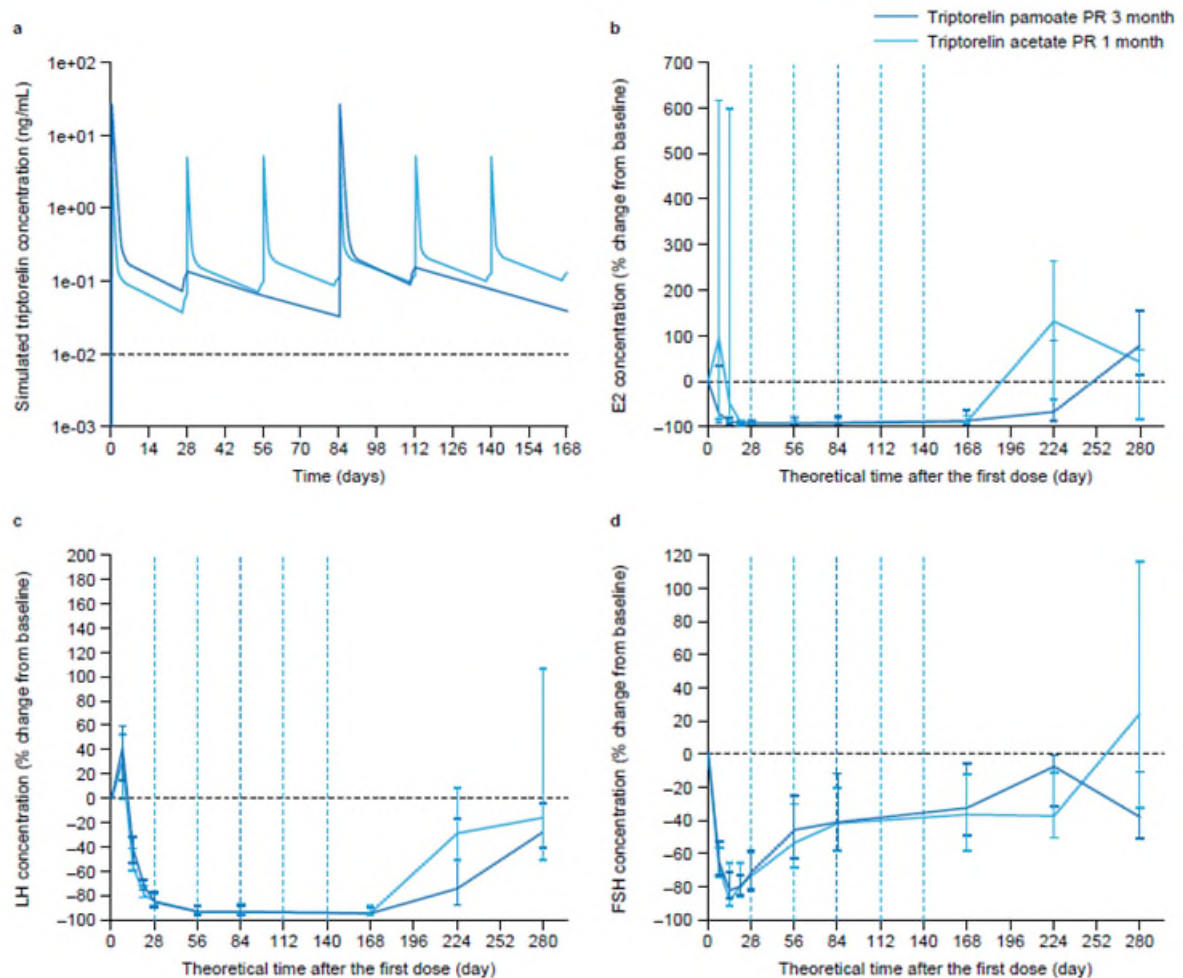 Triptorelin pamoate PR 3 month
Triptorelin acetate PR 1 month
a
1e+02
1e+01
1e+00
1e-01
1e-02
1e-03
Simulated triptorelin concentration (ng/mL)
0 14 28 42 56 70 84 98 112 126 140 154 168
Time (days)
b
700
600
500
400
300
200
100
0
−100
E2 concentration (% change from baseline)
0 28 56 84 112 140 168 196 224 252 280
Theoretical time after the first dose (day)
c
200
180
160
140
120
100
80
60
40
20
0
−20
−40
−60
−80
−100
LH concentration (% change from baseline)
0 28 56 84 112 140 168 196 224 252 280
Theoretical time after the first dose (day)
d
120
100
80
60
40
20
0
−20
−40
−60
−80
−100
FSH concentration (% change from baseline)
0 28 56 84 112 140 168 196 224 252 280
Theoretical time after the first dose (day)